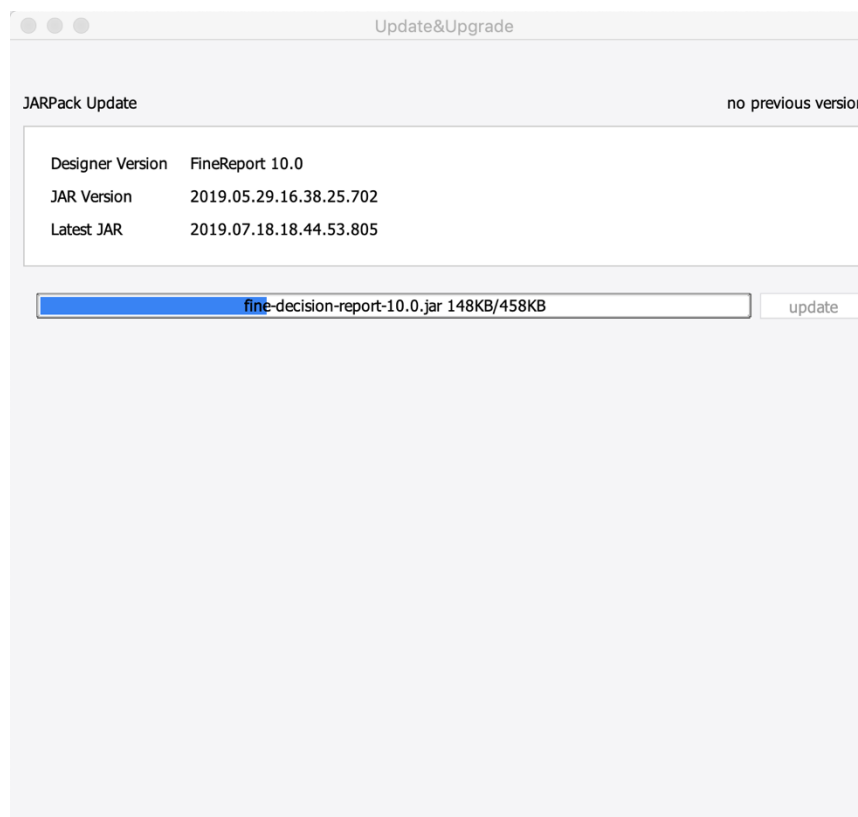 Update&Upgrade
JARPack Update no previous version
Designer Version FineReport 10.0
JAR Version 2019.05.29.16.38.25.702
Latest JAR 2019.07.18.18.44.53.805
fine-decision-report-10.0.jar 148KB/458KB update